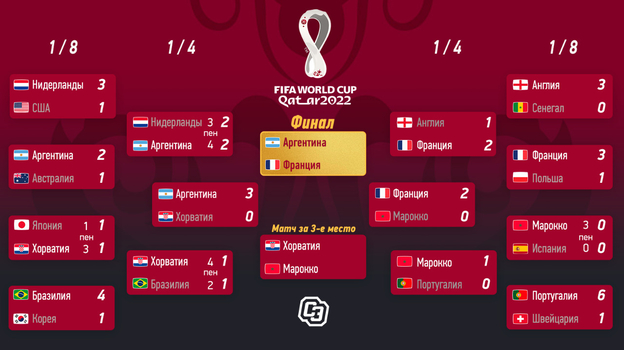 1/8
1/4
1/4
1/8
FIFA WORLD CUP
Qatar2022
Нидерланды 3
США 1
Аргентина 2
Австралия 1
Япония 1 1
пен
Хорватия 3 1
Бразилия 4
Корея 1
Нидерланды 3 2
пен
Аргентина 4 2
Хорватия 4 1
пен
Бразилия 2 1
Аргентина 3
Хорватия 0
Финал
Аргентина
Франция
Матч за 3-е место
Хорватия
Марокко
Франция 2
Марокко 0
Англия 1
Франция 2
Марокко 1
Португалия 0
Англия 3
Сенегал 0
Франция 3
Польша 1
Марокко 3 0
пен
Испания 0 0
Португалия 6
Швейцария 1
СЭ